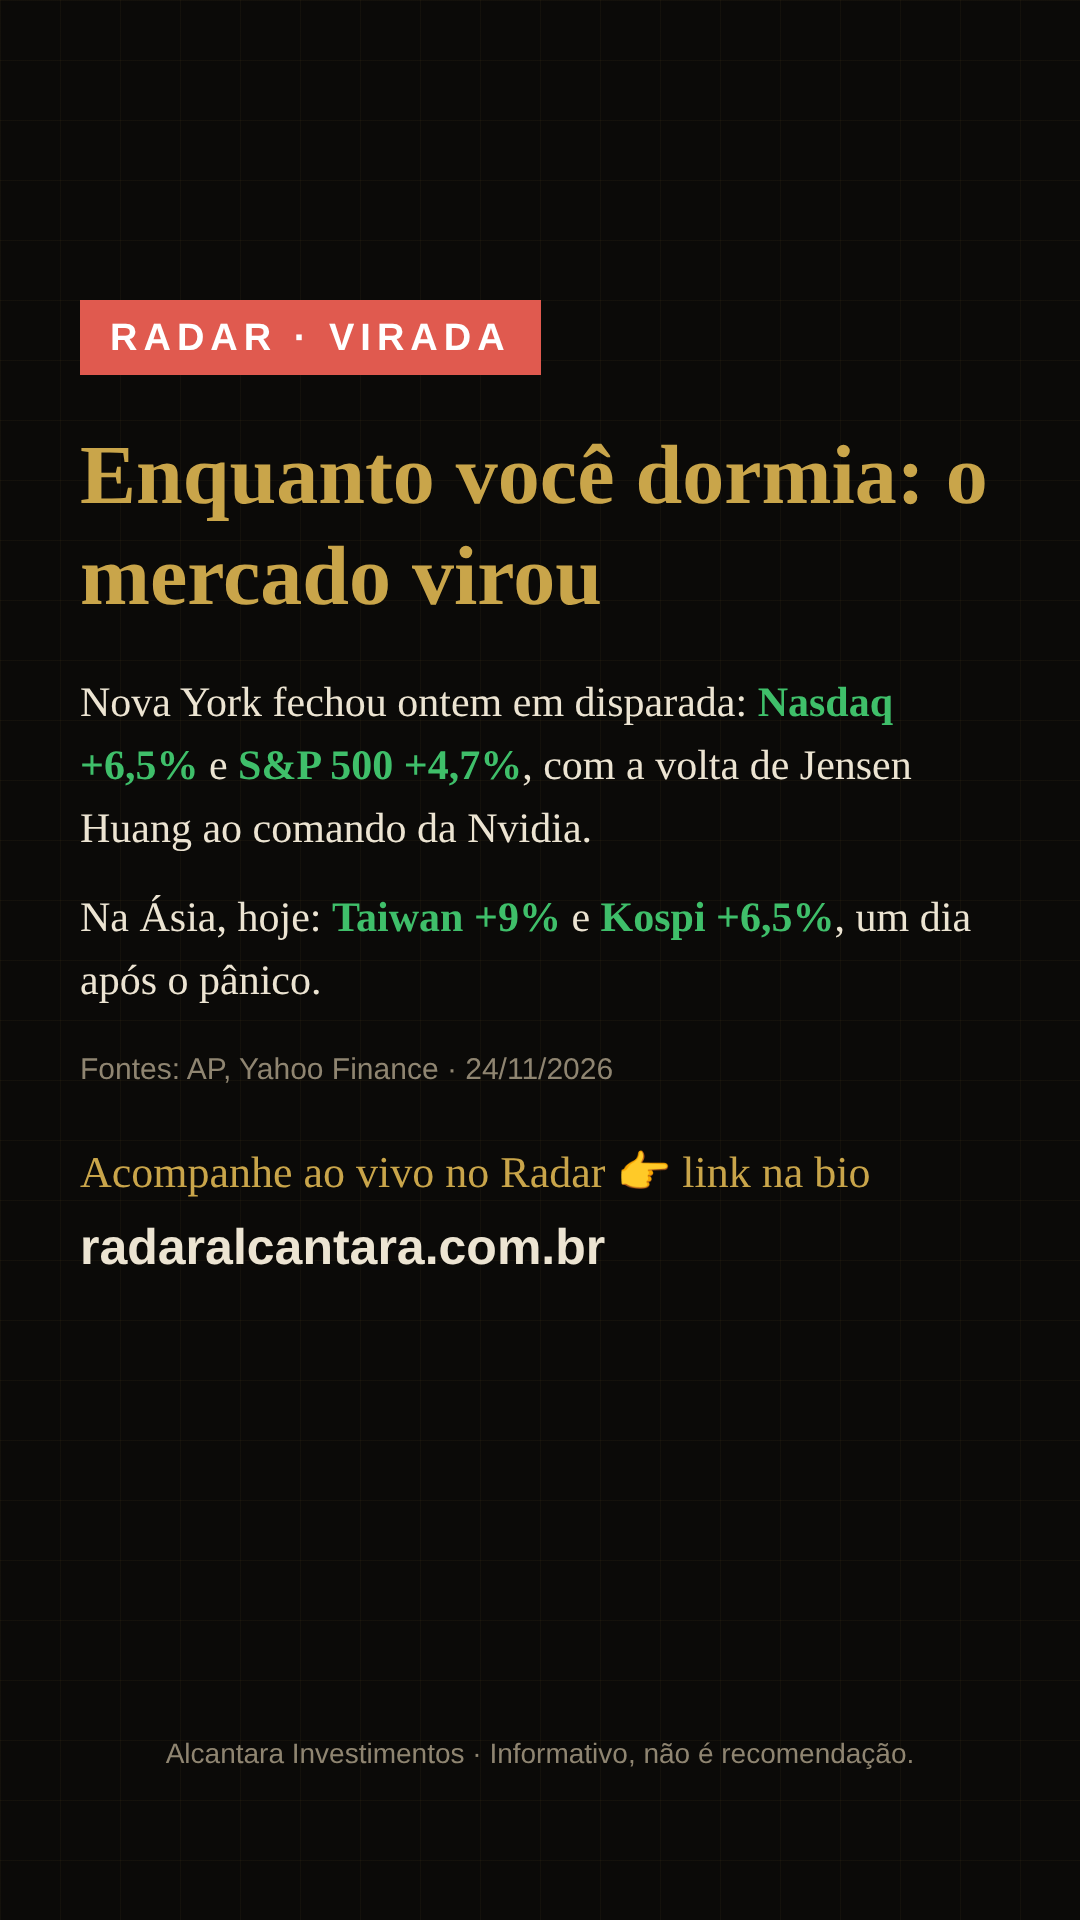 RADAR · VIRADA
Enquanto você dormia: o
mercado virou
Nova York fechou ontem em disparada: Nasdaq
+6,5% e S&P 500 +4,7%, com a volta de Jensen
Huang ao comando da Nvidia.
Na Ásia, hoje: Taiwan +9% e Kospi +6,5%, um dia
após o pânico.
Fontes: AP, Yahoo Finance · 24/11/2026
Acompanhe ao vivo no Radar 👉 link na bio
radaralcantara.com.br
Alcantara Investimentos · Informativo, não é recomendação.